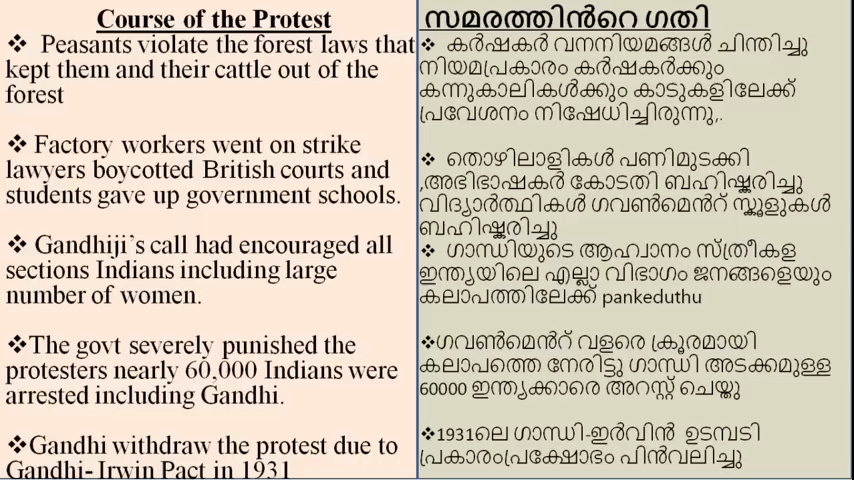 Course of the Protest
❖ Peasants violate the forest laws that
kept them and their cattle out of the
forest
❖ Factory workers went on strike
lawyers boycotted British courts and
students gave up government schools.
❖ Gandhiji's call had encouraged all
sections Indians including large
number of women.
❖The govt severely punished the
protesters nearly 60,000 Indians were
arrested including Gandhi.
❖Gandhi withdraw the protest due to
Gandhi- Irwin Pact in 1931
സമരത്തിൻറെ ഗതി
❖ കർഷകർ വനനിയമങ്ങൾ ചിന്തിച്ചു
നിയമപ്രകാരം കർഷകർക്കും
കന്നുകാലികൾക്കും കാടുകളിലേക്ക്
പ്രവേശനം നിഷേധിച്ചിരുന്നു,.
❖ തൊഴിലാളികൾ പണിമുടക്കി
,അഭിഭാഷകർ കോടതി ബഹിഷ്കരിച്ചു
വിദ്യാർത്ഥികൾ ഗവൺമെൻറ് സ്കൂളുകൾ
ബഹിഷ്കരിച്ചു
❖ ഗാന്ധിയുടെ ആഹ്വാനം സ്ത്രീകള
ഇന്ത്യയിലെ എല്ലാ വിഭാഗം ജനങ്ങളെയും
കലാപത്തിലേക്ക് pankeduthu
❖ഗവൺമെൻറ് വളരെ ക്രൂരമായി
കലാപത്തെ നേരിട്ടു ഗാന്ധി അടക്കമുള്ള
60000 ഇന്ത്യക്കാരെ അറസ്റ്റ് ചെയ്തു
❖1931ലെ ഗാന്ധി-ഇർവിൻ ഉടമ്പടി
പ്രകാരംപ്രക്ഷോഭം പിൻവലിച്ചു